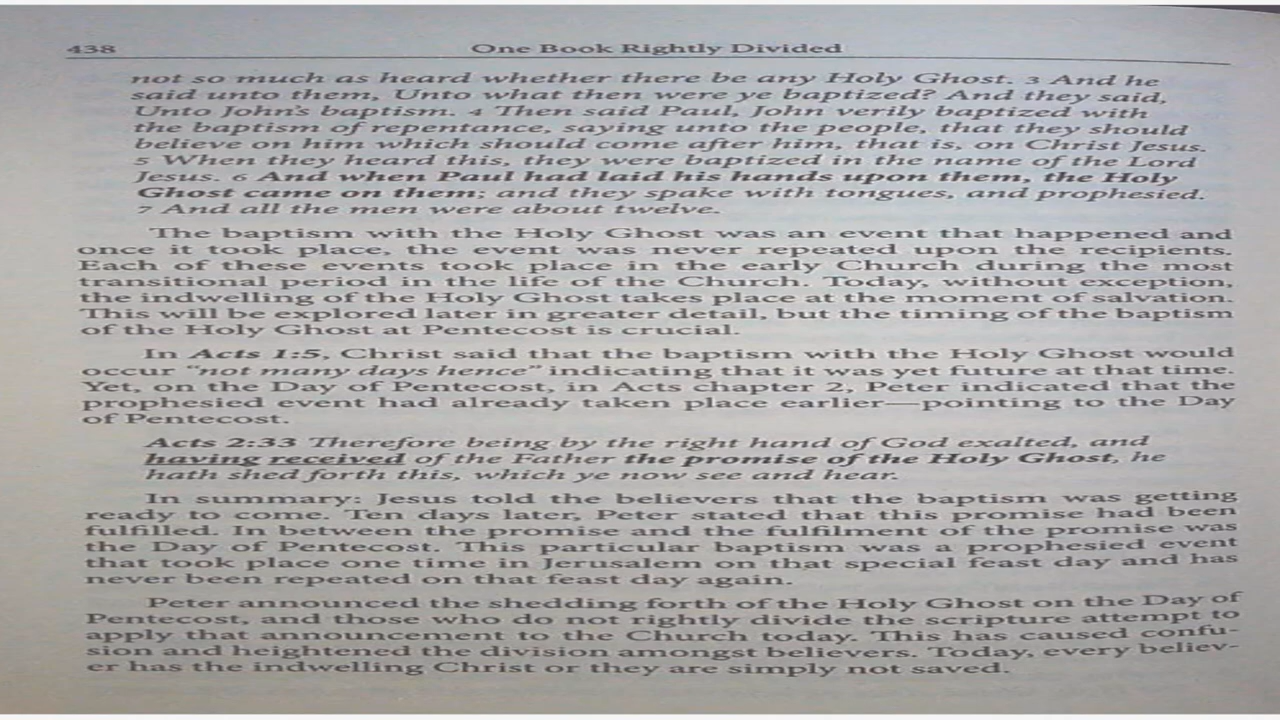 438 One Book Rightly Divided
not so much as heard whether there be any Holy Ghost. 3 And he
said unto them, Unto what then were ye baptized? And they said,
Unto John's baptism. 4 Then said Paul, John verily baptized with
the baptism of repentance, saying unto the people, that they should
believe on him which should come after him, that is, on Christ Jesus.
5 When they heard this, they were baptized in the name of the Lord
Jesus. 6 And when Paul had laid his hands upon them, the Holy
Ghost came on them; and they spake with tongues, and prophesied.
7 And all the men were about twelve.
The baptism with the Holy Ghost was an event that happened and
once it took place, the event was never repeated upon the recipients.
Each of these events took place in the early Church during the most
transitional period in the life of the Church. Today, without exception,
the indwelling of the Holy Ghost takes place at the moment of salvation.
This will be explored later in greater detail, but the timing of the baptism
of the Holy Ghost at Pentecost is crucial.
In Acts 1:5, Christ said that the baptism with the Holy Ghost would
occur "not many days hence" indicating that it was yet future at that time.
Yet, on the Day of Pentecost, in Acts chapter 2, Peter indicated that the
prophesied event had already taken place earlier—pointing to the Day
of Pentecost.
Acts 2:33 Therefore being by the right hand of God exalted, and
having received of the Father the promise of the Holy Ghost, he
hath shed forth this, which ye now see and hear.
In summary: Jesus told the believers that the baptism was getting
ready to come. Ten days later, Peter stated that this promise had been
fulfilled. In between the promise and the fulfilment of the promise was
the Day of Pentecost. This particular baptism was a prophesied event
that took place one time in Jerusalem on that special feast day and has
never been repeated on that feast day again.
Peter announced the shedding forth of the Holy Ghost on the Day of
Pentecost, and those who do not rightly divide the scripture attempt to
apply that announcement to the Church today. This has caused confu-
sion and heightened the division amongst believers. Today, every believ-
er has the indwelling Christ or they are simply not saved.